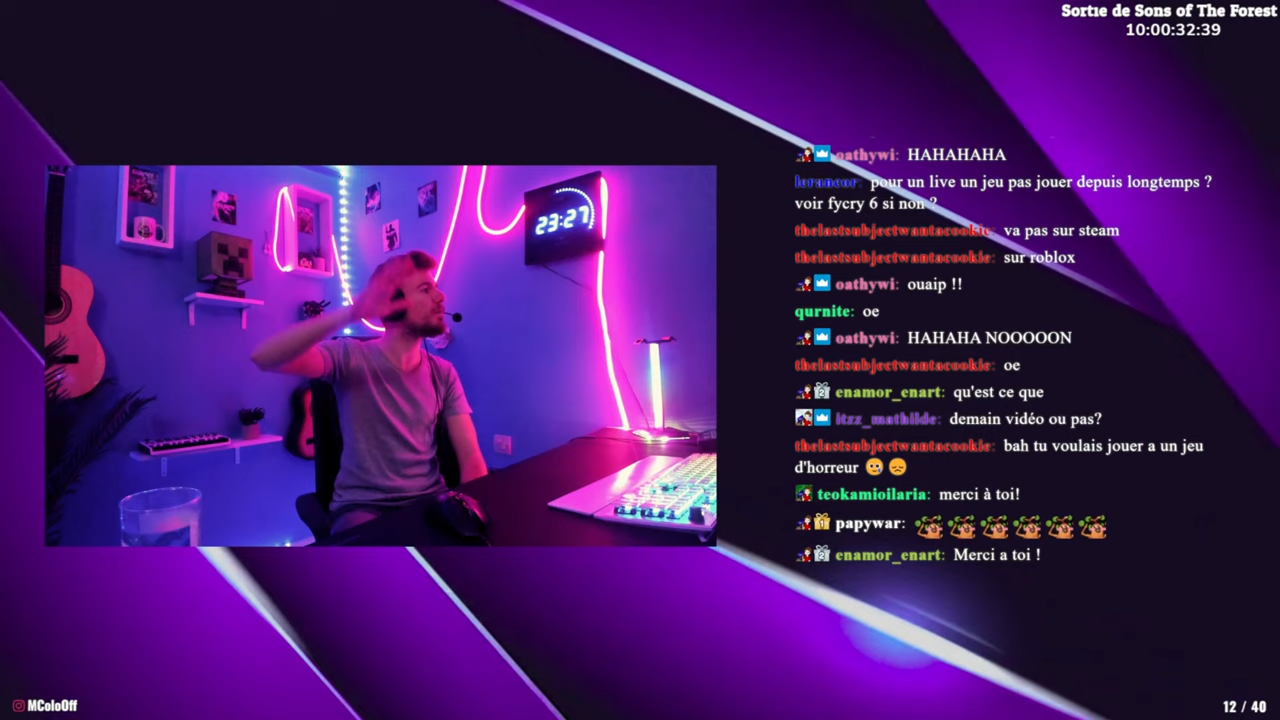 Sortie de Sons of The Forest
10:00:32:39
oathywi: HAHAHAHA
pour un live un jeu pas jouer depuis longtemps ?
voir fycry 6 si non ?
thelastsubjectwantacookie: va pas sur steam
thelastsubjectwantacookie: sur roblox
oathywi: ouaip !!
qurnite: oe
oathywi: HAHAHA NOOOOON
thelastsubjectwantacookie: oe
enamor_enart: qu'est ce que
itzz_mathilde: demain vidéo ou pas?
thelastsubjectwantacookie: bah tu voulais jouer a un jeu
d'horreur
teokamioilaria: merci à toi!
papywar:
enamor_enart: Merci a toi !
23:27
MColoOff
12 / 40